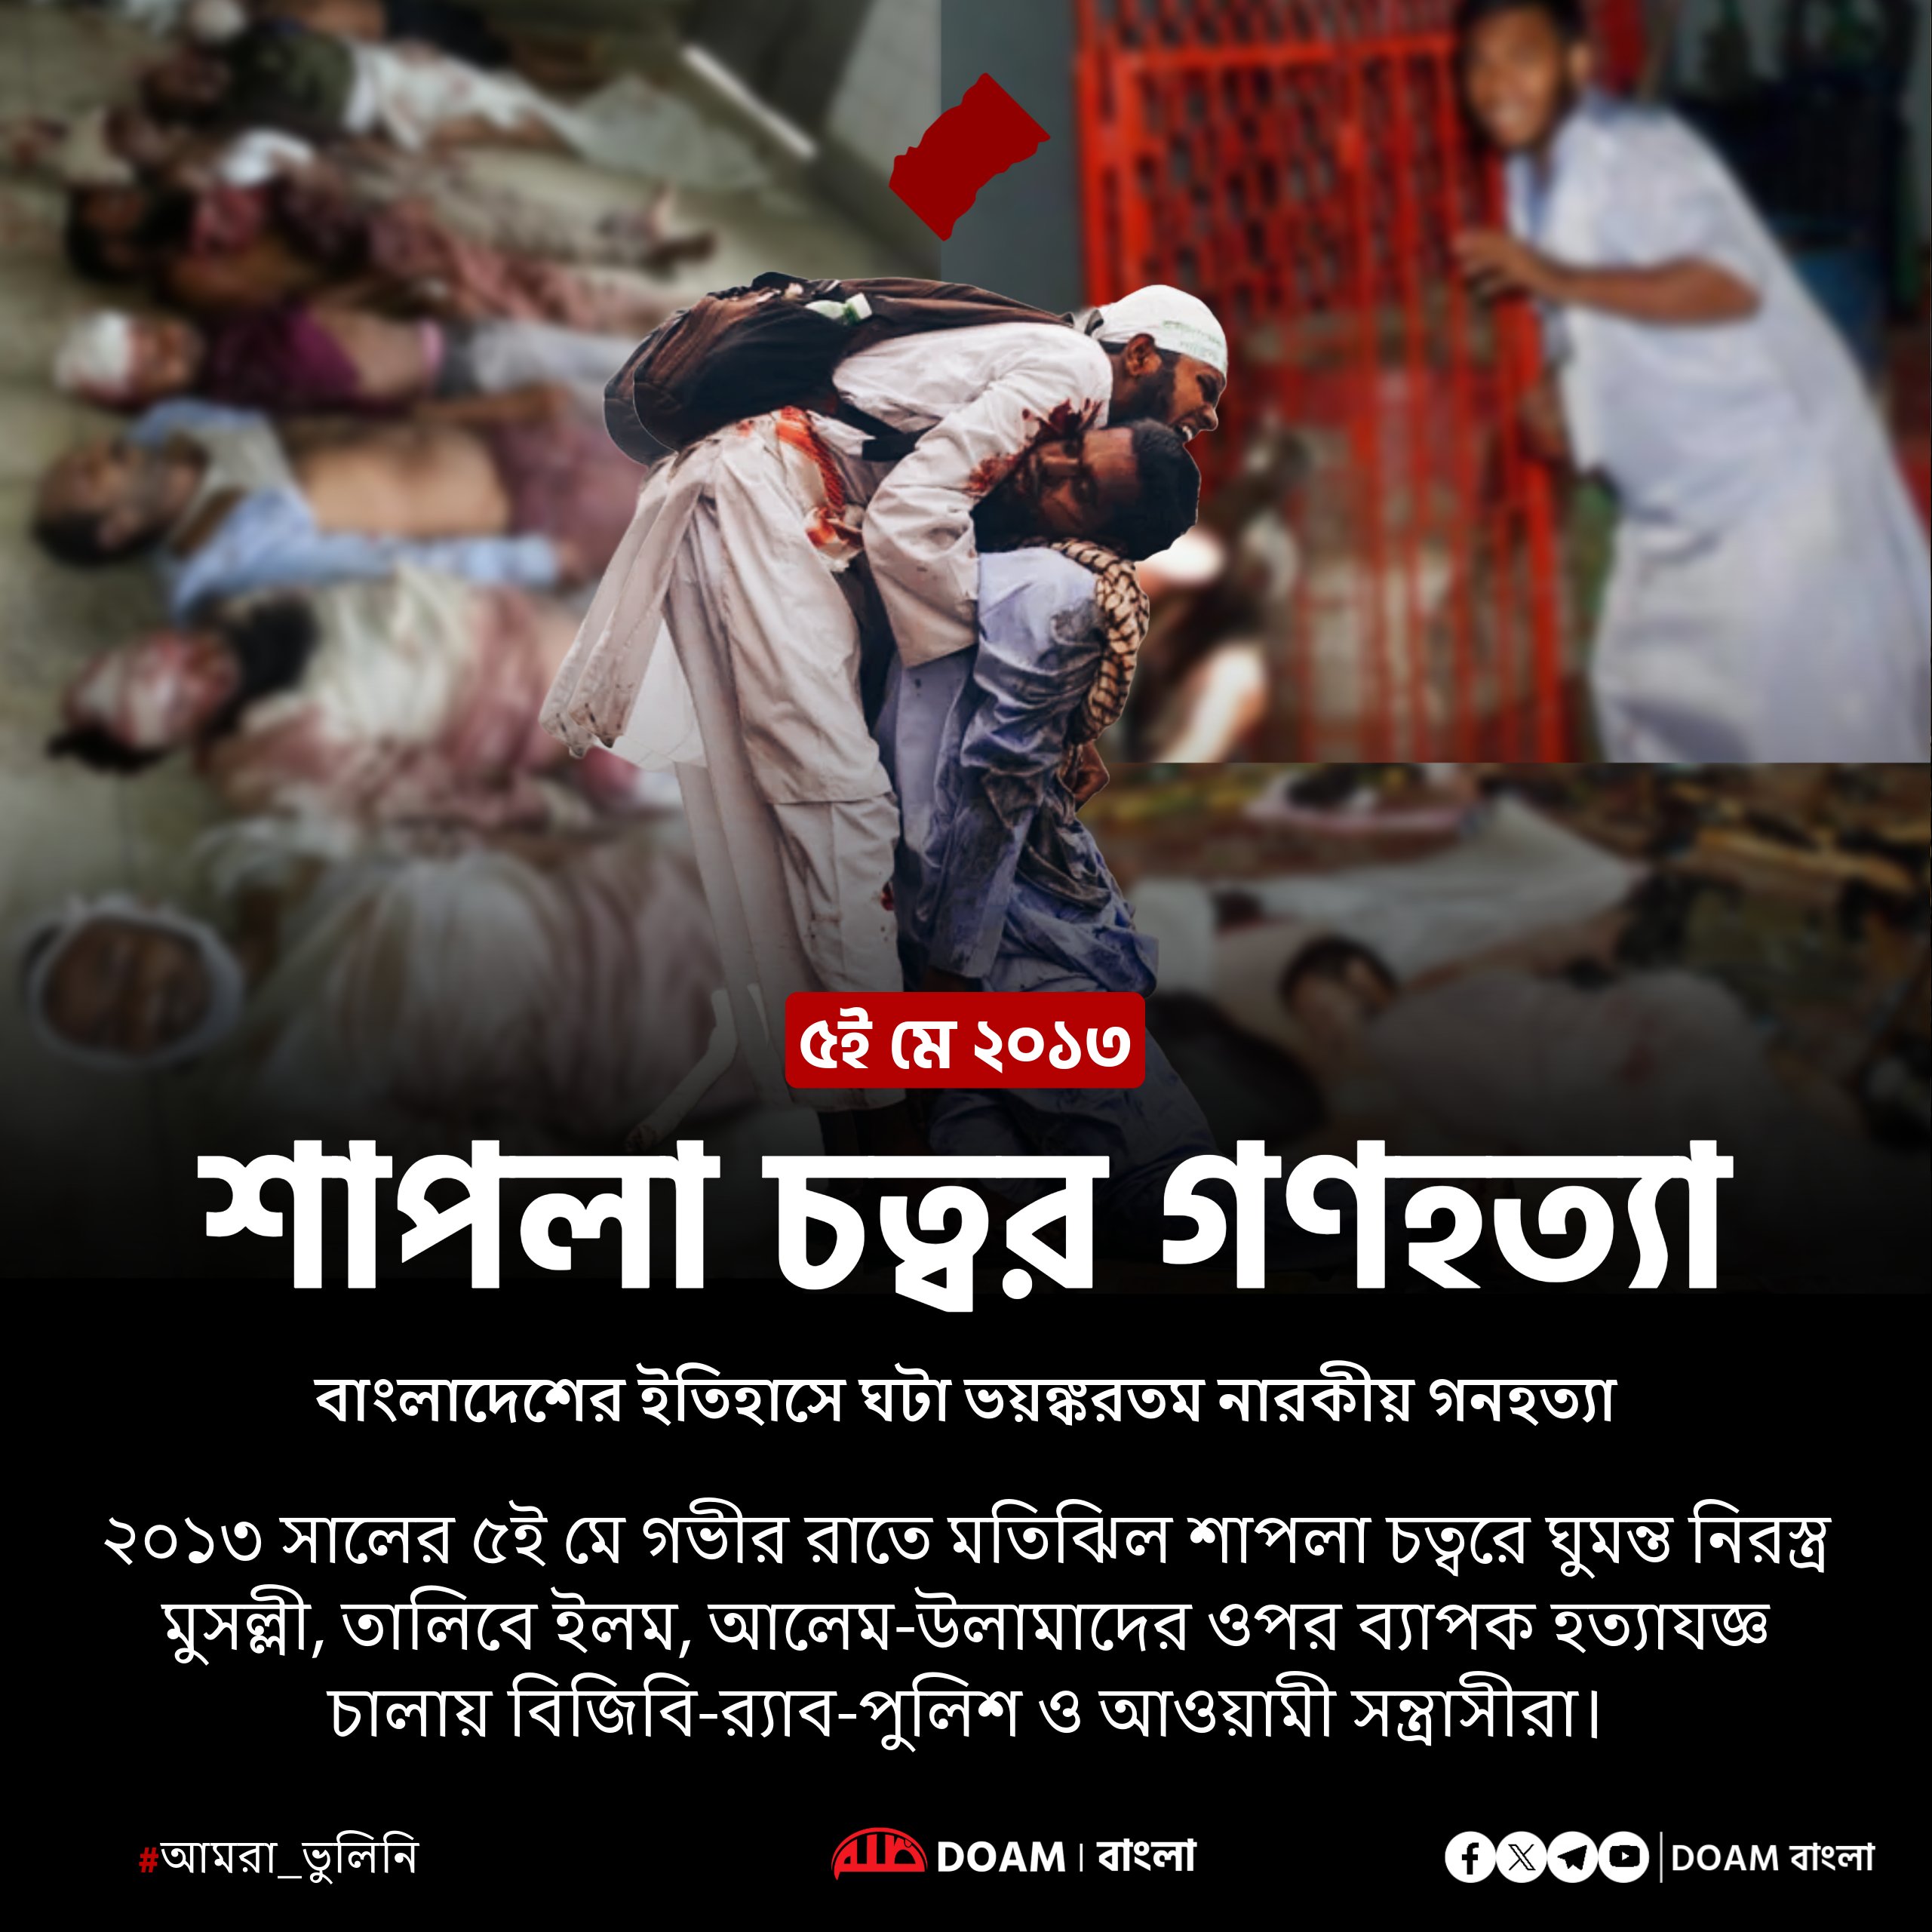 ৫ই মে ২০১৩
শাপলা চত্বর গণহত্যা
বাংলাদেশের ইতিহাসে ঘটা ভয়ঙ্করতম নারকীয় গনহত্যা
২০১৩ সালের ৫ই মে গভীর রাতে মতিঝিল শাপলা চত্বরে ঘুমন্ত নিরস্ত্র
মুসল্লী, তালিবে ইলম, আলেম-উলামাদের ওপর ব্যাপক হত্যাযজ্ঞ
চালায় বিজিবি-র‍্যাব-পুলিশ ও আওয়ামী সন্ত্রাসীরা।
#আমরা_ভুলিনি
DOAM | বাংলা
DOAM বাংলা